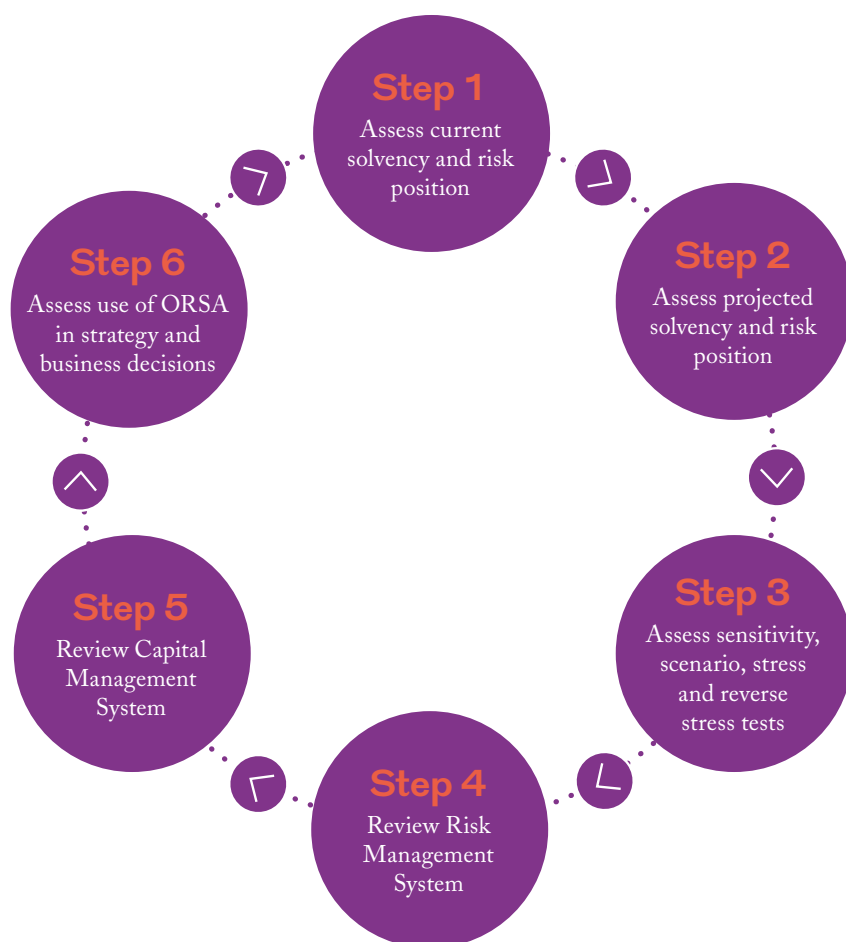 Step 1
Assess current
solvency and risk
position
Step 2
Assess projected
solvency and risk
position
Step 3
Assess sensitivity,
scenario, stress
and reverse
stress tests
Step 4
Review Risk
Management
System
Step 5
Review Capital
Management
System
Step 6
Assess use of ORSA
in strategy and
business decisions